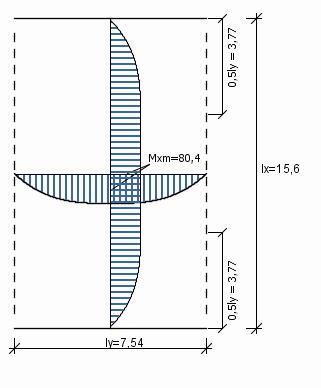 0,5ly = 3,77
Mxm=80,4
lx=15,6
0,5ly = 3,77
ly=7,54